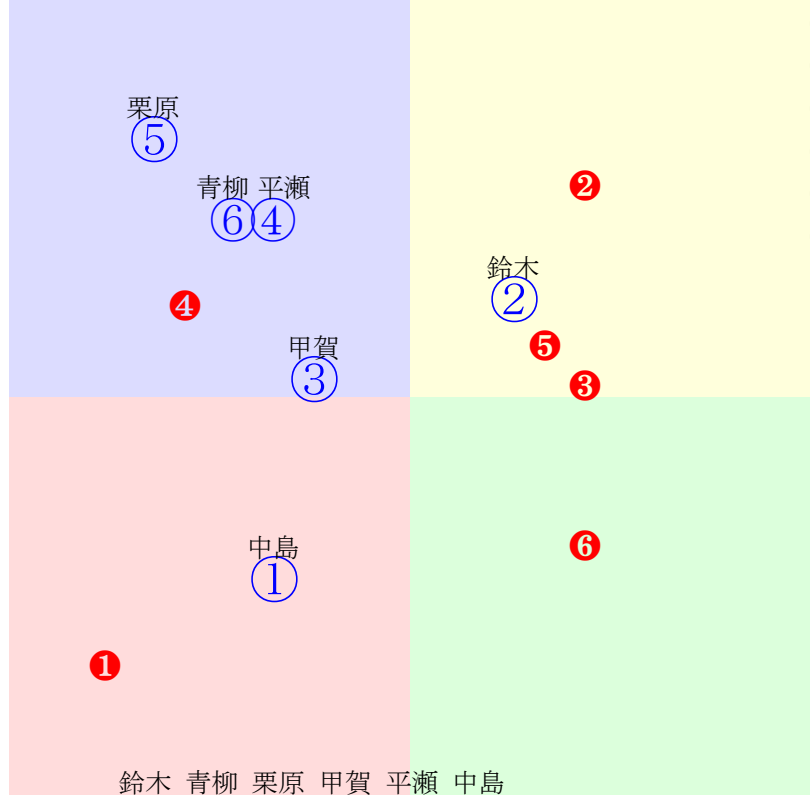 栗原
⑤
青柳 平瀬
⑥④
❷
鈴木
②
❹
甲賀
❺
③
❸
中島
①
❻
❶
鈴木 青柳 栗原 甲賀 平瀬 中島